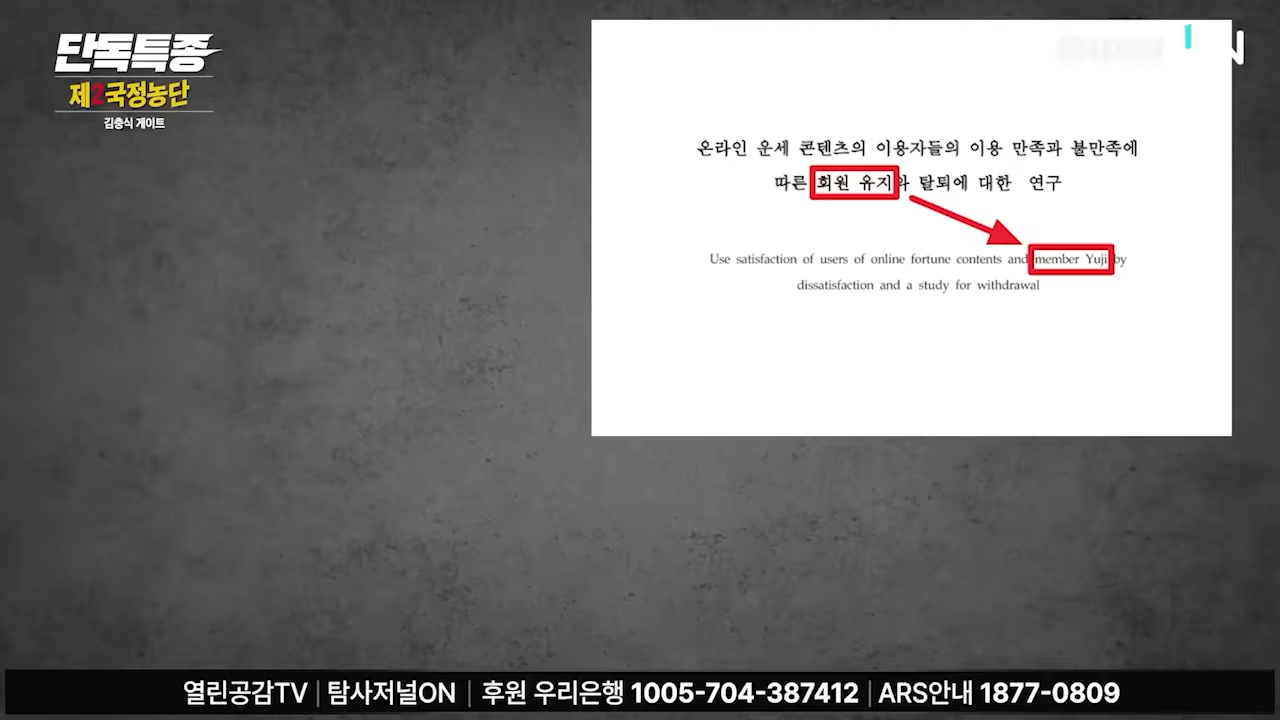 단독특종
제2국정농단
김충식 게이트
온라인 운세 콘텐츠의 이용자들의 이용 만족과 불만족에
따른 회원 유지와 탈퇴에 대한 연구
Use satisfaction of users of online fortune contents and member Yuji by
dissatisfaction and a study for withdrawal
열린공감TV | 탐사저널ON | 후원 우리은행 1005-704-387412 | ARS안내 1877-0809